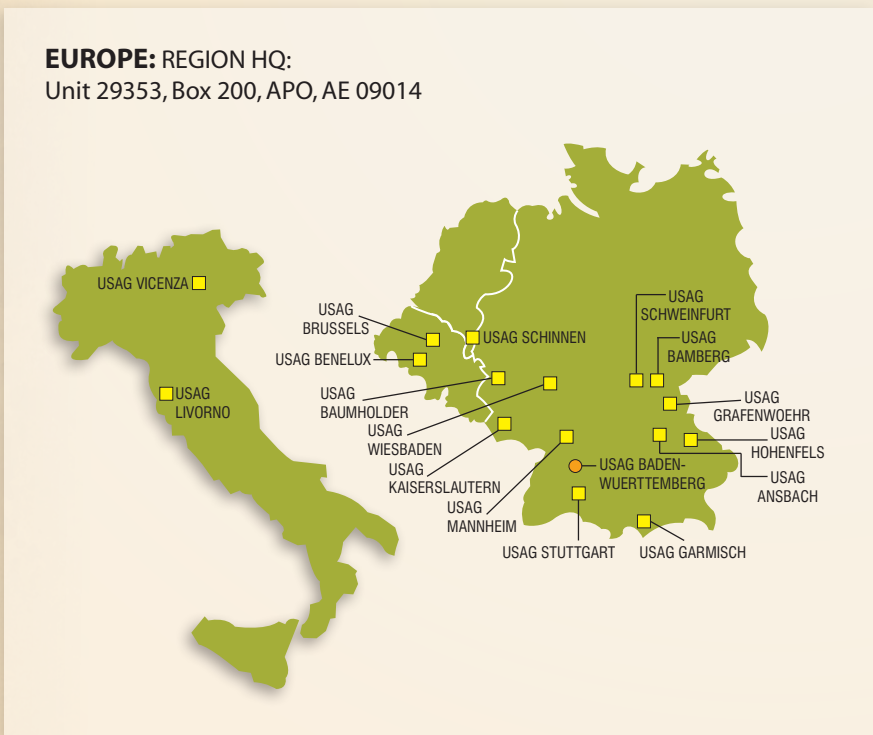 EUROPE: REGION HQ:
Unit 29353, Box 200, APO, AE 09014
USAG VICENZA
USAG
LIVORNO
USAG
BRUSSELS
USAG BENELUX
USAG SCHINNEN
USAG
BAUMHOLDER
USAG
WIESBADEN
USAG
KAISERSLAUTERN
USAG
MANNHEIM
USAG STUTTGART
USAG
SCHWEINFURT
USAG
BAMBERG
USAG
GRAFENWOEHR
USAG
HOHENFELS
USAG
ANSBACH
USAG BADEN-
WUERTTEMBERG
USAG GARMISCH